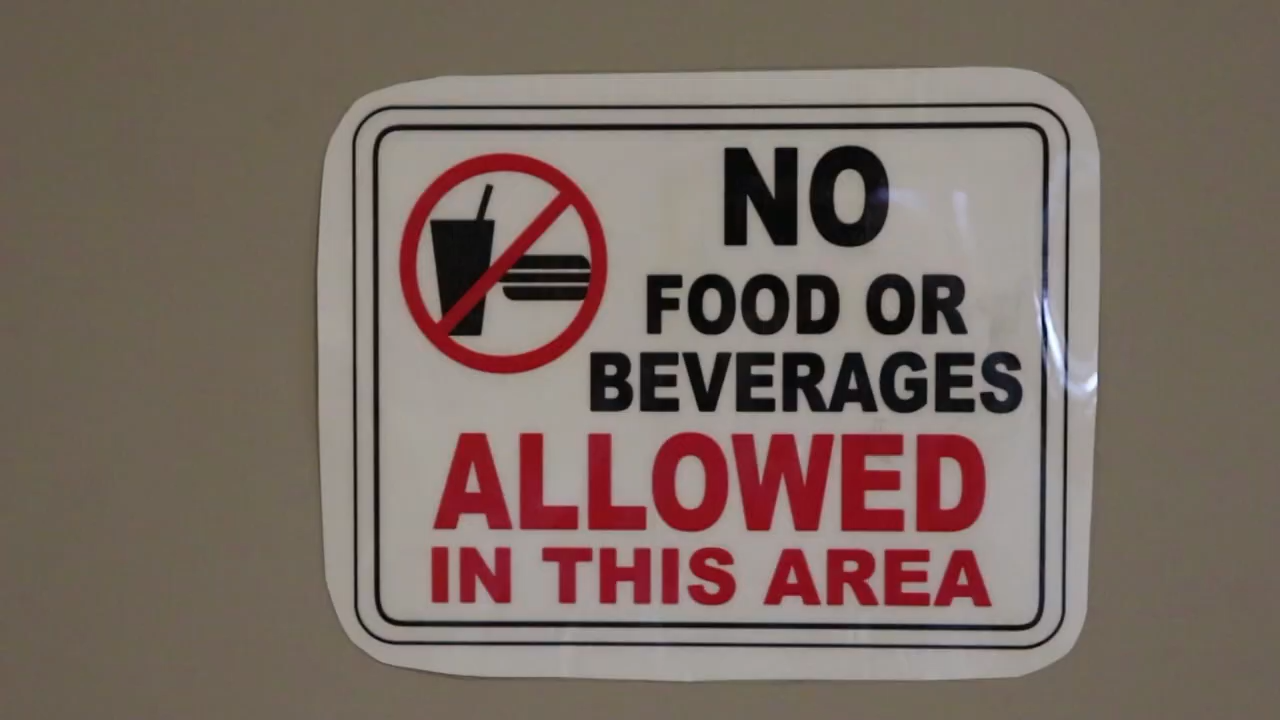 NO
FOOD OR
BEVERAGES
ALLOWED
IN THIS AREA